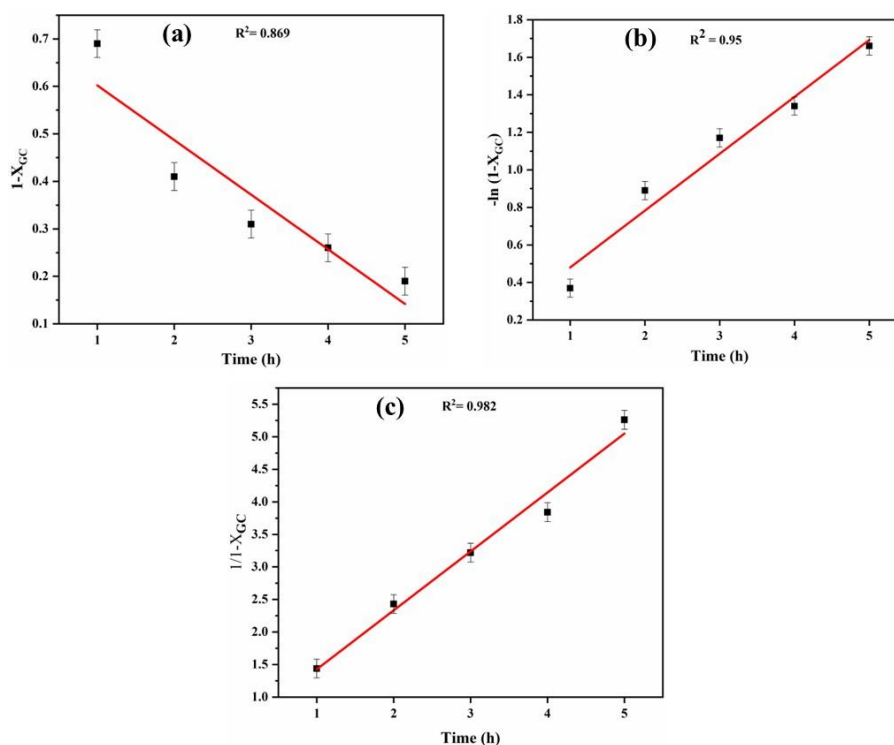 (a)
R²= 0.869
1-X_GC
0.7
0.6
0.5
0.4
0.3
0.2
0.1
1 2 3 4 5
Time (h)
(b)
R² = 0.95
-ln (1-X_GC)
1.6
1.4
1.2
1.0
0.8
0.6
0.4
0.2
1 2 3 4 5
Time (h)
(c)
R²= 0.982
1/1-X_GC
5.5
5.0
4.5
4.0
3.5
3.0
2.5
2.0
1.5
1.0
1 2 3 4 5
Time (h)